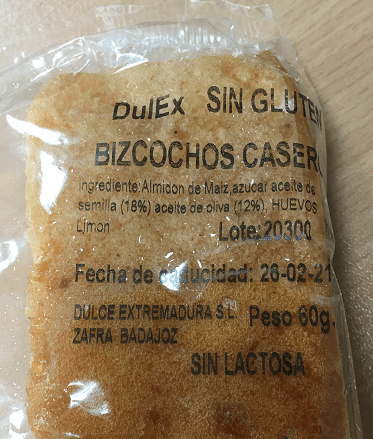 DulEx SIN GLUTEN
BIZCOCHOS CASERO
ingrediente:Almidon de Maiz,azucar aceite de
semilla (18%) aceite de oliva (12%), HUEVOS
Limon. Lote:20300
Fecha de caducidad: 26-02-21
DULCE EXTREMADURA S.L. Peso 60g.
ZAFRA BADAJOZ
SIN LACTOSA